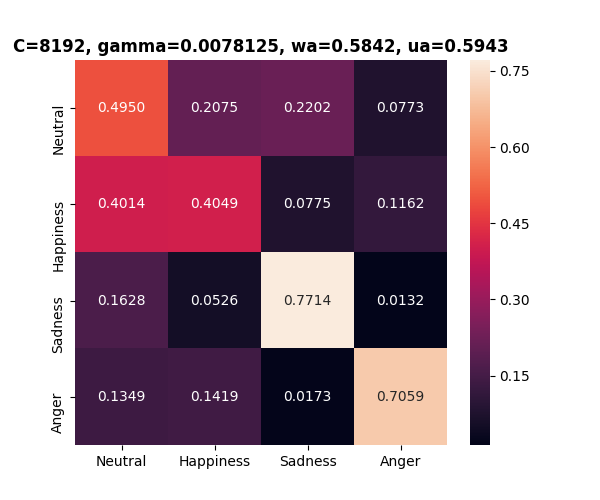 C=8192, gamma=0.0078125, wa=0.5842, ua=0.5943
Neutral 0.4950 0.2075 0.2202 0.0773
Happiness 0.4014 0.4049 0.0775 0.1162
Sadness 0.1628 0.0526 0.7714 0.0132
Anger 0.1349 0.1419 0.0173 0.7059
Neutral Happiness Sadness Anger
0.75
0.60
0.45
0.30
0.15